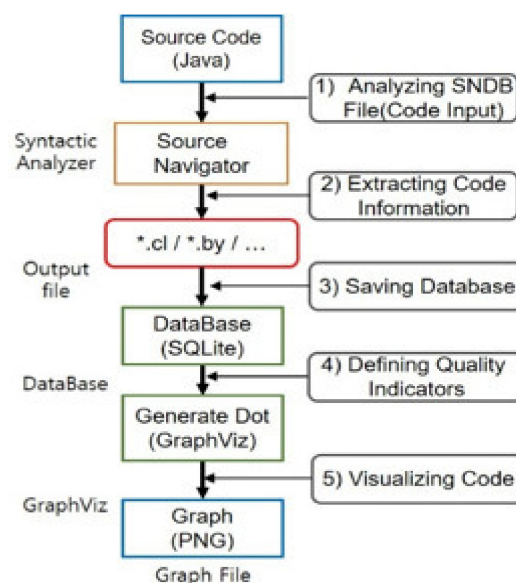 Source Code
(Java)
1) Analyzing SNDB
File(Code Input)
Syntactic
Analyzer
Source
Navigator
2) Extracting Code
Information
*.cl / *.by / ...
Output
file
3) Saving Database
DataBase
(SQLite)
4) Defining Quality
Indicators
DataBase
Generate Dot
(GraphViz)
5) Visualizing Code
GraphViz
Graph
(PNG)
Graph File